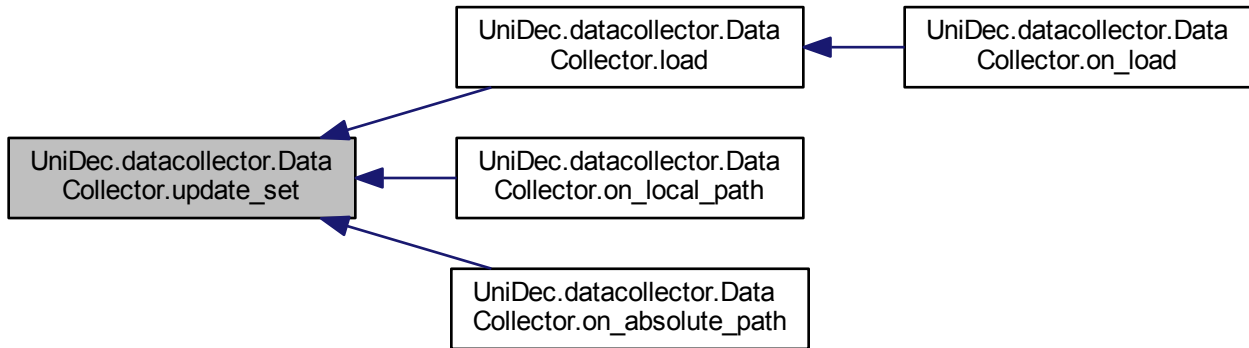 UniDec.datacollector.Data
Collector.load
UniDec.datacollector.Data
Collector.on_load
UniDec.datacollector.Data
Collector.update_set
UniDec.datacollector.Data
Collector.on_local_path
UniDec.datacollector.Data
Collector.on_absolute_path